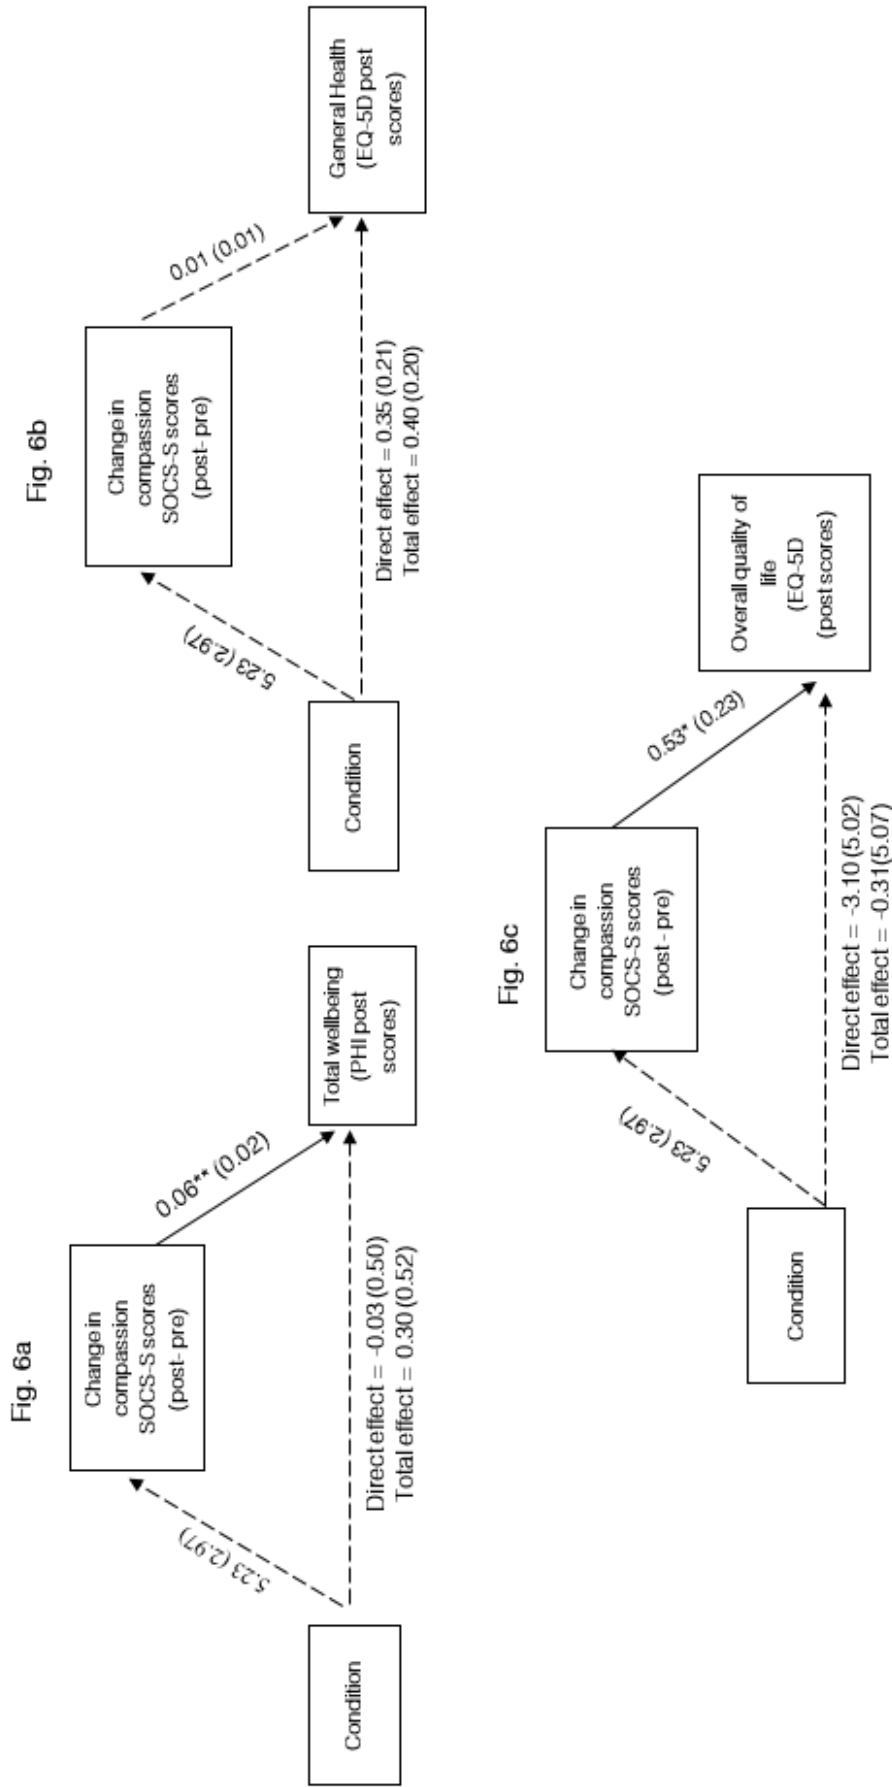 Fig. 6a
Change in
compassion
SOCS-S scores
(post- pre)
5.23 (2.97)
0.06** (0.02)
Condition
Total wellbeing
(PHI post
scores)
Direct effect = -0.03 (0.50)
Total effect = 0.30 (0.52)
Fig. 6b
Change in
compassion
SOCS-S scores
(post- pre)
5.23 (2.97)
0.01 (0.01)
Condition
General Health
(EQ-5D post
scores)
Direct effect = 0.35 (0.21)
Total effect = 0.40 (0.20)
Fig. 6c
Change in
compassion
SOCS-S scores
(post - pre)
5.23 (2.97)
0.53* (0.23)
Condition
Overall quality of
life
(EQ-5D
(post scores)
Direct effect = -3.10 (5.02)
Total effect = -0.31(5.07)